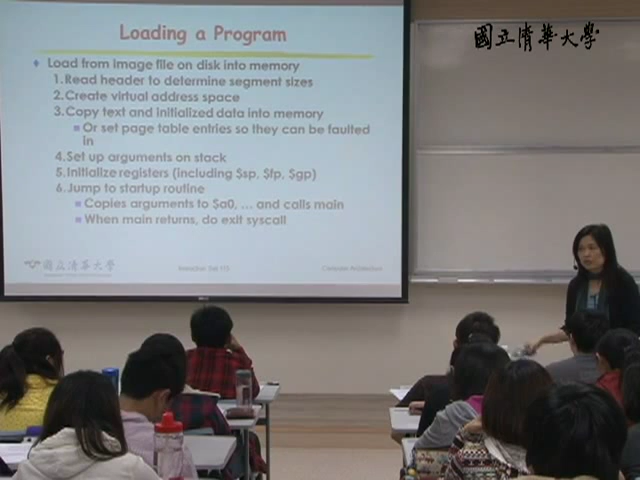 Loading a Program
國立清華大學
Load from image file on disk into memory
1.Read header to determine segment sizes
2.Create virtual address space
3.Copy text and initialized data into memory
Or set page table entries so they can be faulted
in
4.Set up arguments on stack
5.Initialize registers (including $sp, $fp, $gp)
6.Jump to startup routine
Copies arguments to $a0, … and calls main
When main returns, do exit syscall
國立清華大學
Computer Architecture